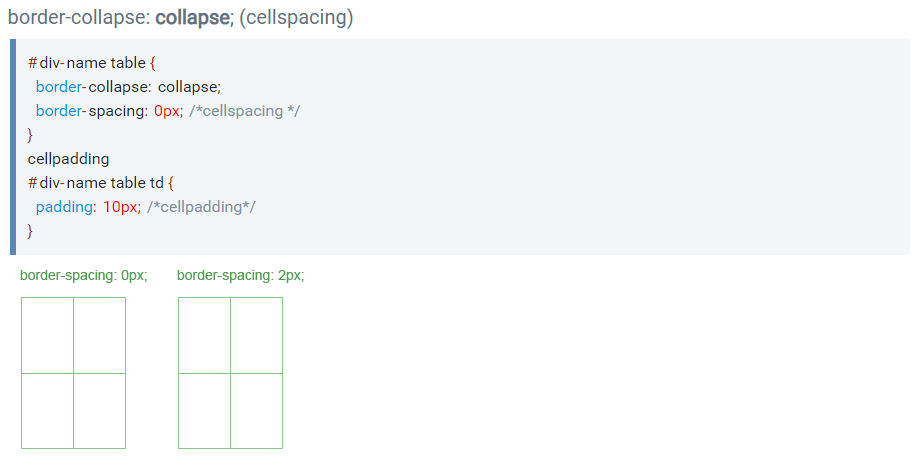 border-collapse: collapse; (cellspacing)
#div-name table {
border-collapse: collapse;
border-spacing: 0px; /*cellspacing */
}
cellpadding
#div-name table td {
padding: 10px; /*cellpadding*/
}
border-spacing: 0px; border-spacing: 2px;